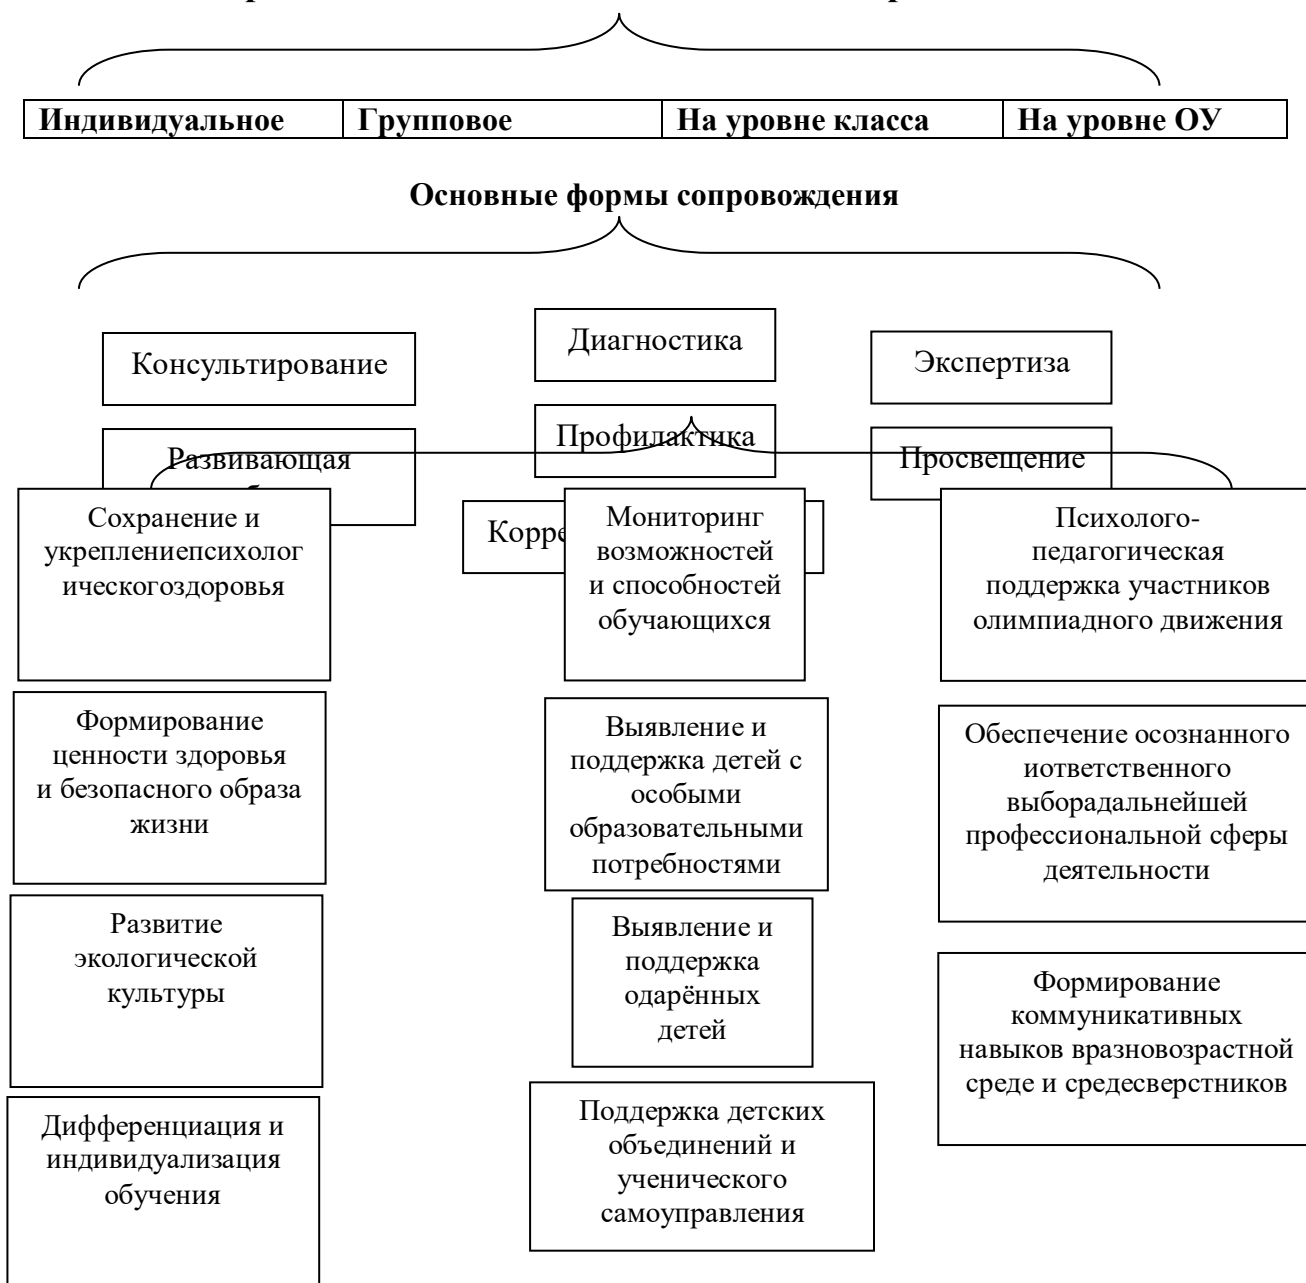 Индивидуальное
Групповое
На уровне класса
На уровне ОУ
Основные формы сопровождения
Консультирование
Диагностика
Экспертиза
Развивающая
Профилактика
Просвещение
Сохранение и
укреплениепсихолог
ическогоздоровья
Мониторинг
возможностей
и способностей
обучающихся
Психолого-
педагогическая
поддержка участников
олимпиадного движения
Формирование
ценности здоровья
и безопасного образа
жизни
Выявление и
поддержка детей с
особыми
образовательными
потребностями
Обеспечение осознанного
иответственного
выборадальнейшей
профессиональной сферы
деятельности
Развитие
экологической
культуры
Выявление и
поддержка
одарённых
детей
Формирование
коммуникативных
навыков вразновозрастной
среде и средесверстников
Дифференциация и
индивидуализация
обучения
Поддержка детских
объединений и
ученического
самоуправления